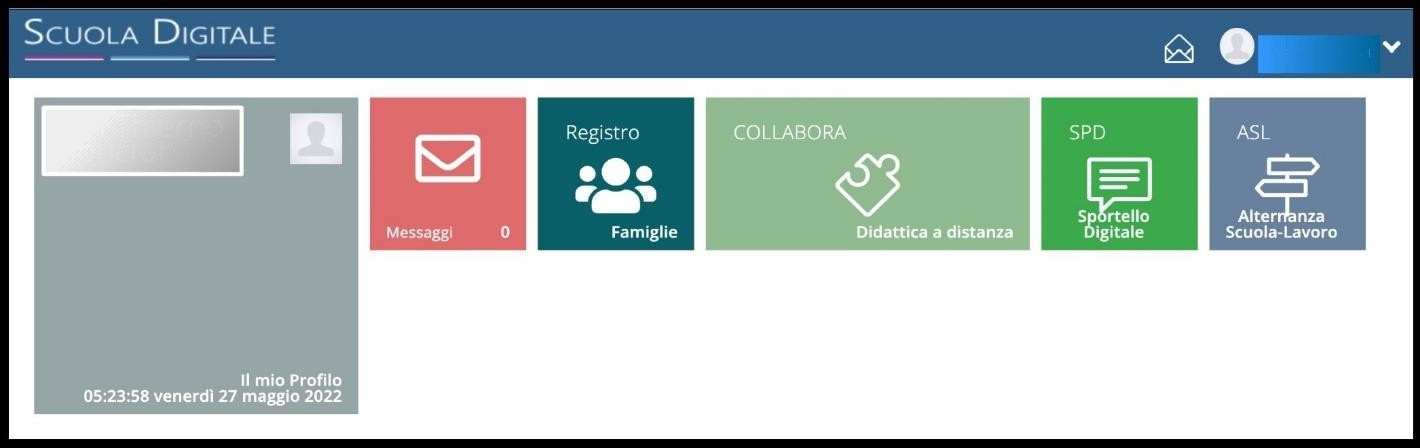 SCUOLA DIGITALE
Messaggi 0
Registro
Famiglie
COLLABORA
Didattica a distanza
SPD
Sportello
Digitale
ASL
Alternanza
Scuola-Lavoro
Il mio Profilo
05:23:58 venerdì 27 maggio 2022